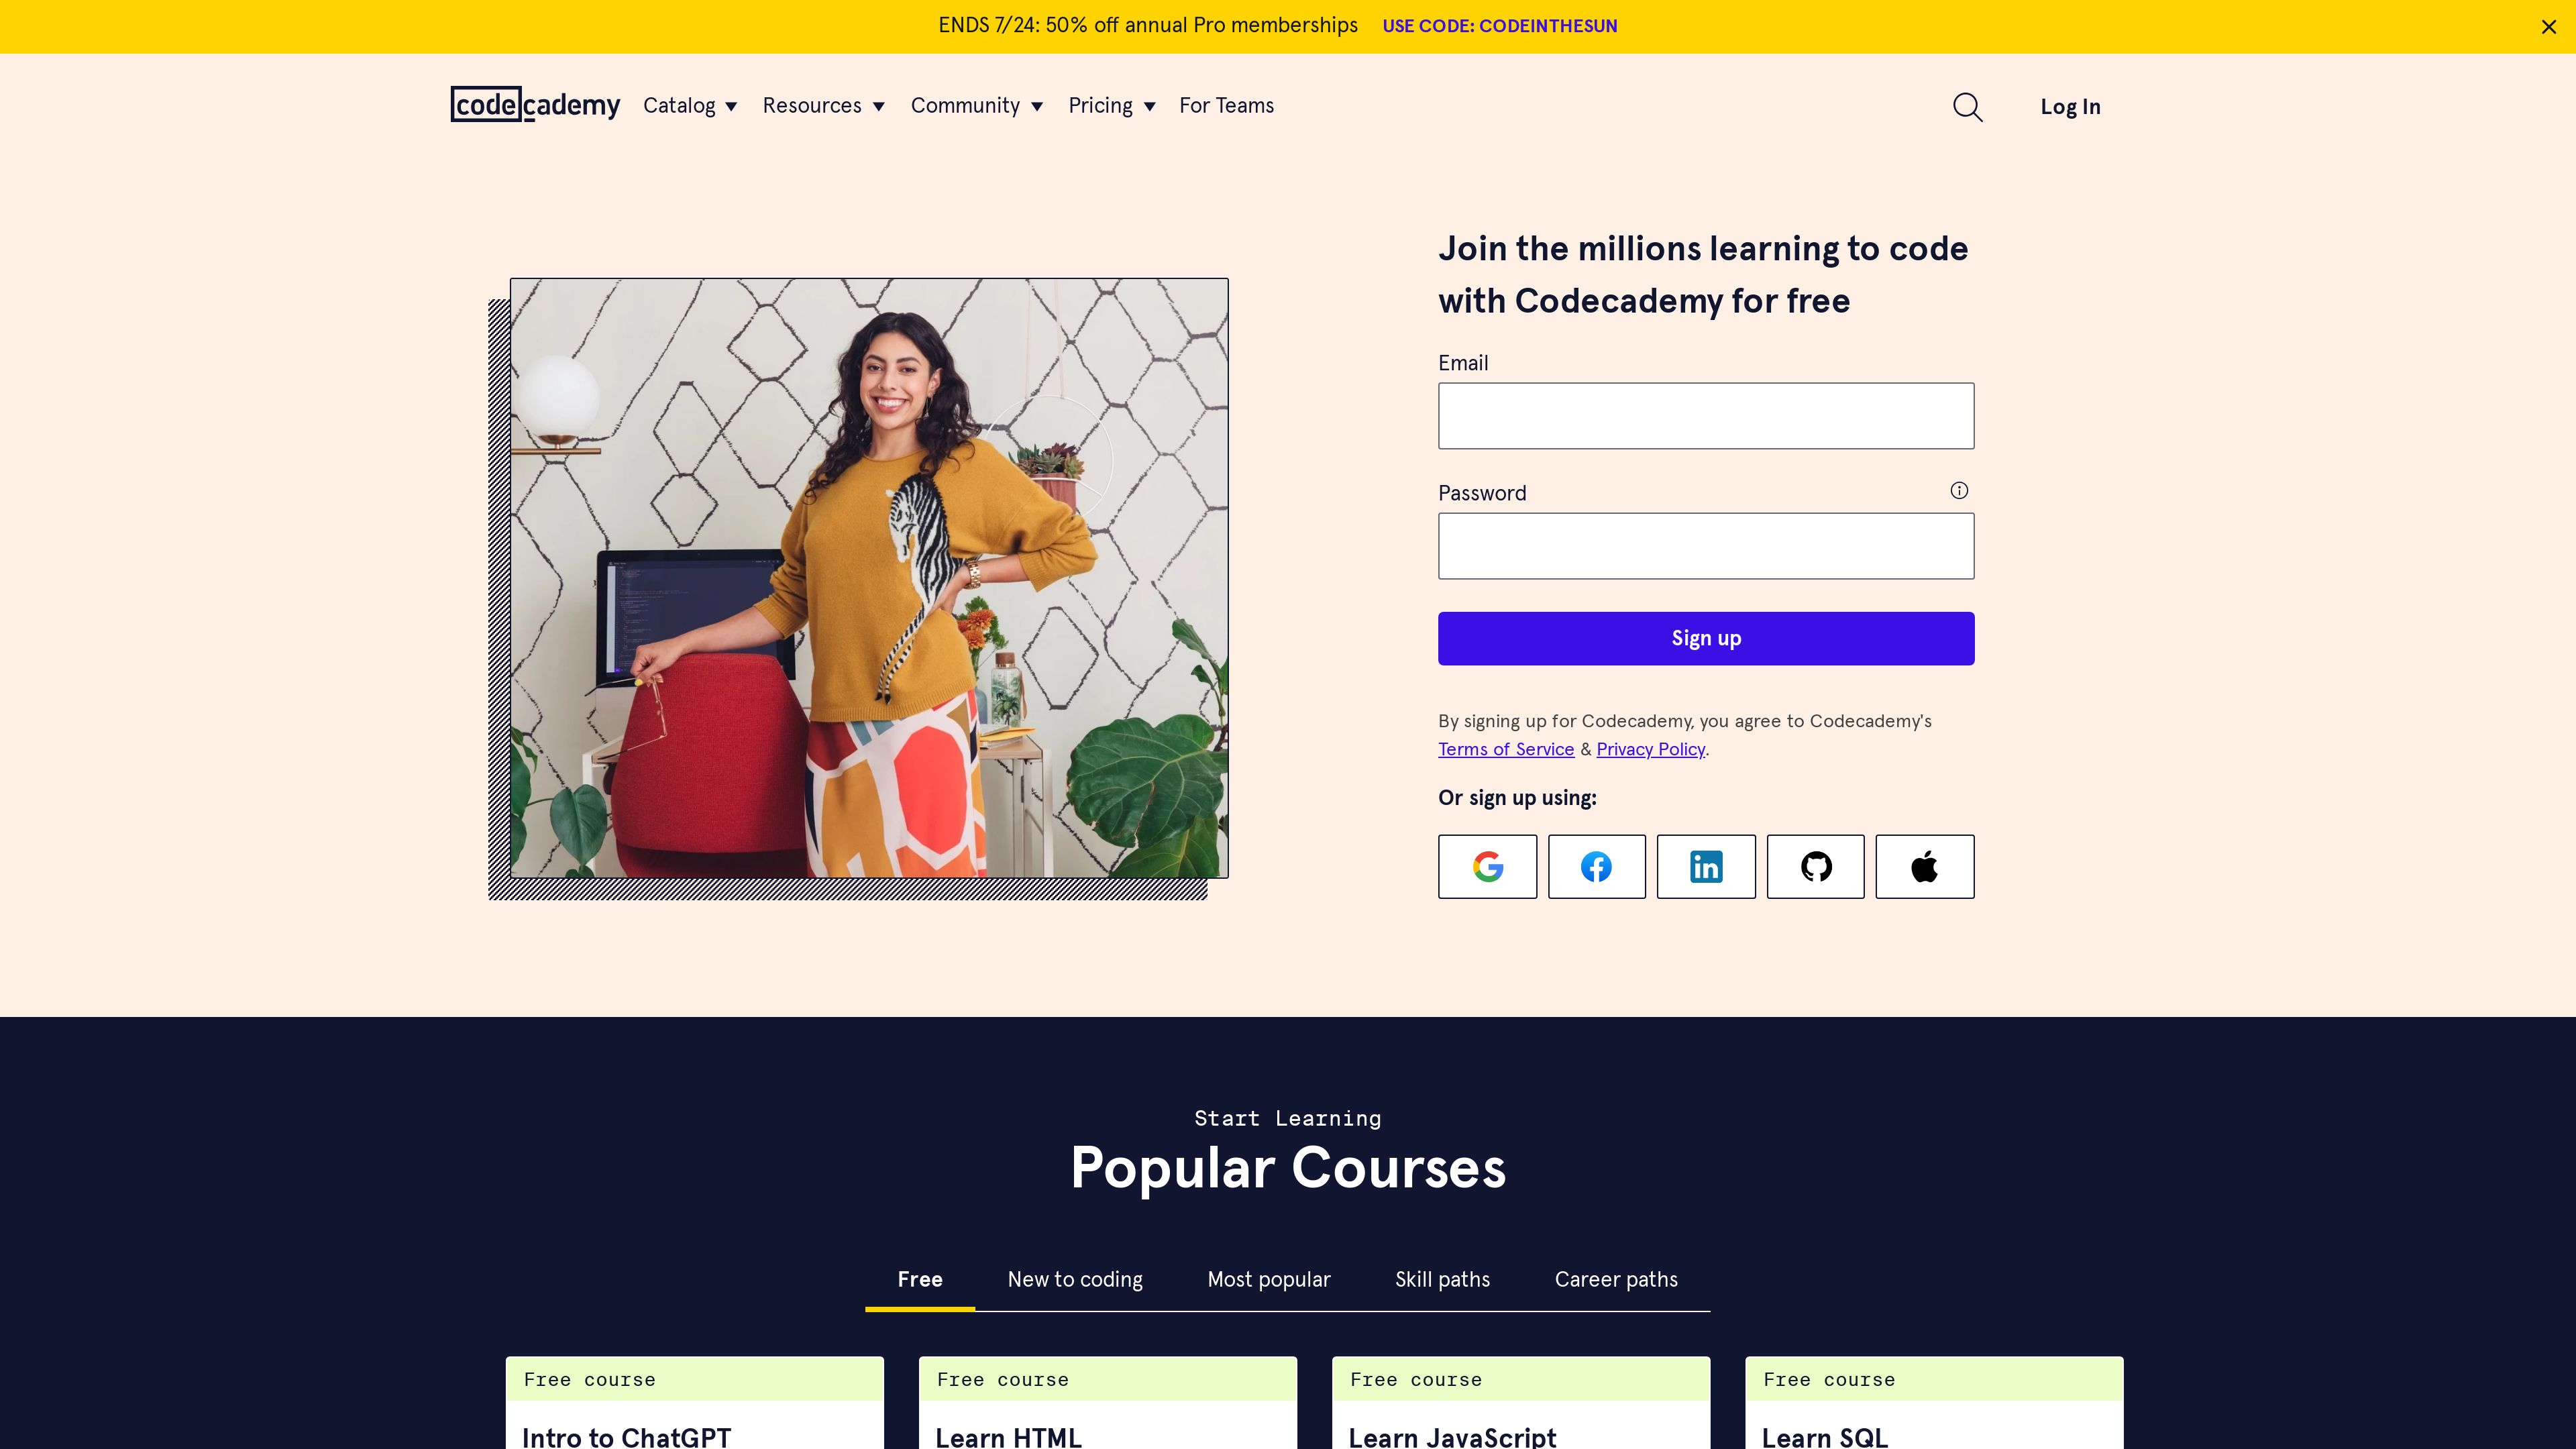 ENDS 7/24: 50% off annual Pro memberships USE CODE: CODEINTHESUN
codecademy Catalog Resources Community Pricing For Teams Log In
Join the millions learning to code
with Codecademy for free
Email
Password
Sign up
By signing up for Codecademy, you agree to Codecademy's
Terms of Service & Privacy Policy.
Or sign up using:
Start Learning
Popular Courses
Free New to coding Most popular Skill paths Career paths
Free course Free course Free course Free course
Intro to ChatGPT Learn HTML Learn JavaScript Learn SQL